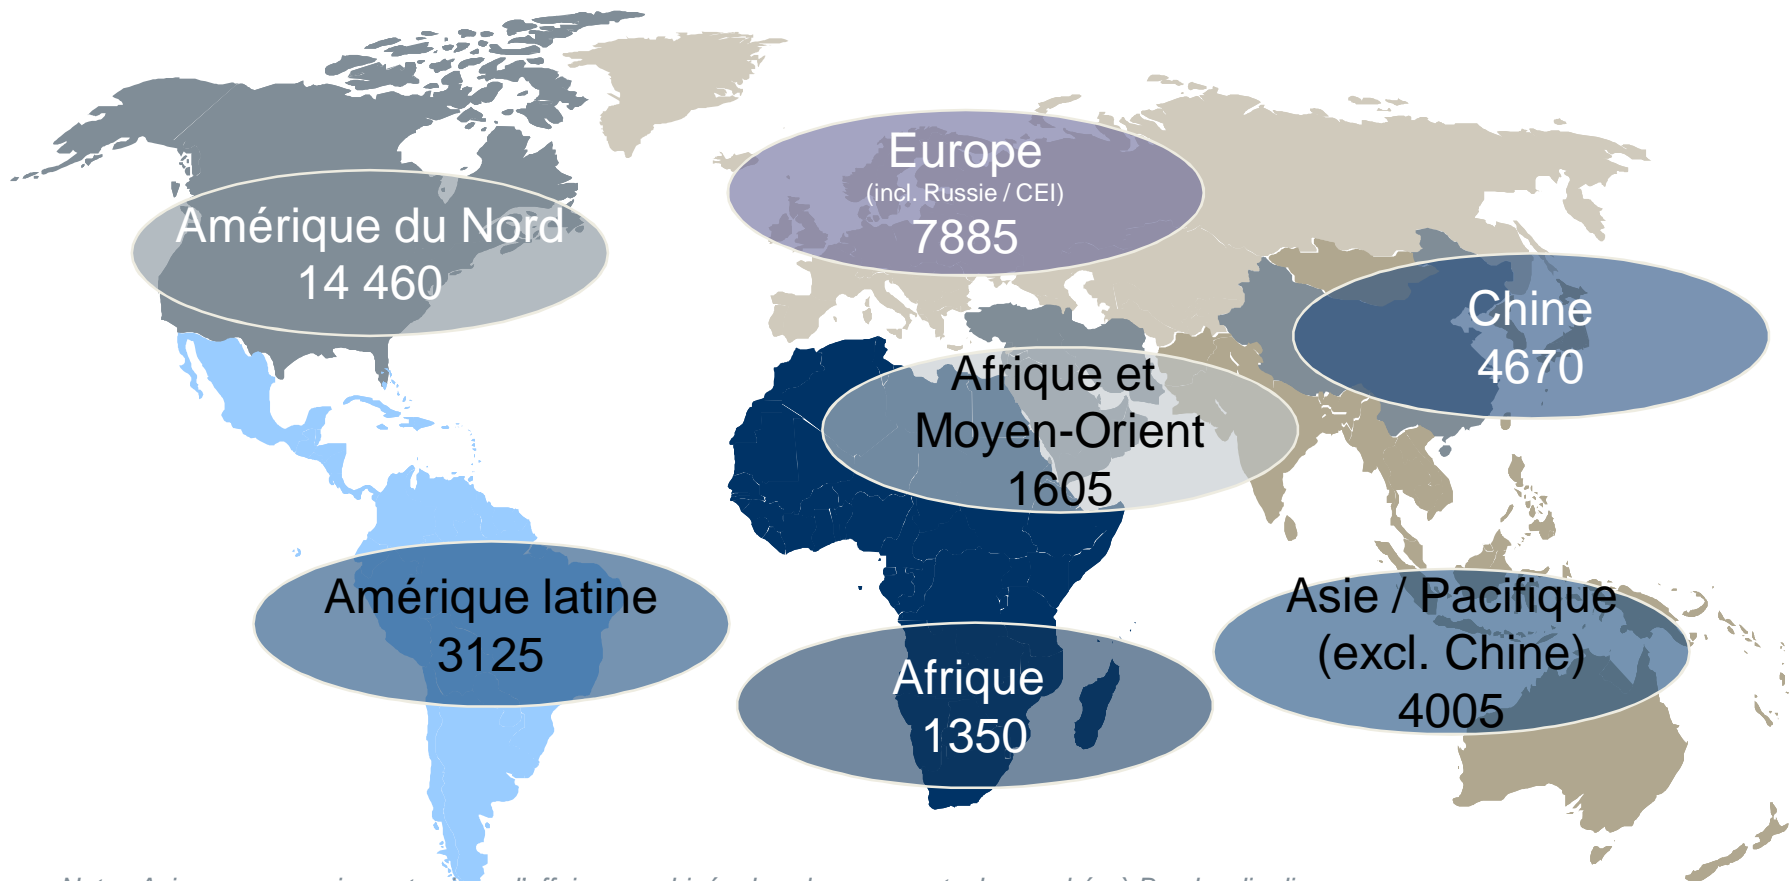 Europe
(incl. Russie / CEI)
7885
Amérique du Nord
14 460
Chine
4670
Afrique et
Moyen-Orient
1605
Amérique latine
3125
Asie / Pacifique
(excl. Chine)
4005
Afrique
1350